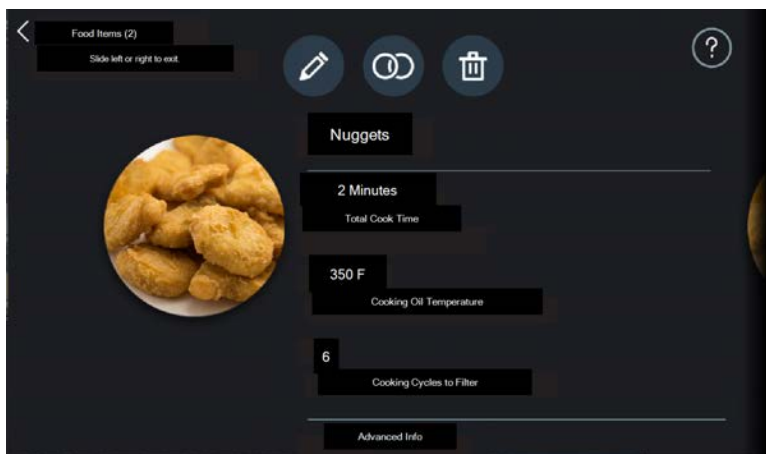 Food Items (2)
Slide left or right to exit.
?
Nuggets
2 Minutes
Total Cook Time
350 F
Cooking Oil Temperature
6
Cooking Cycles to Filter
Advanced Info